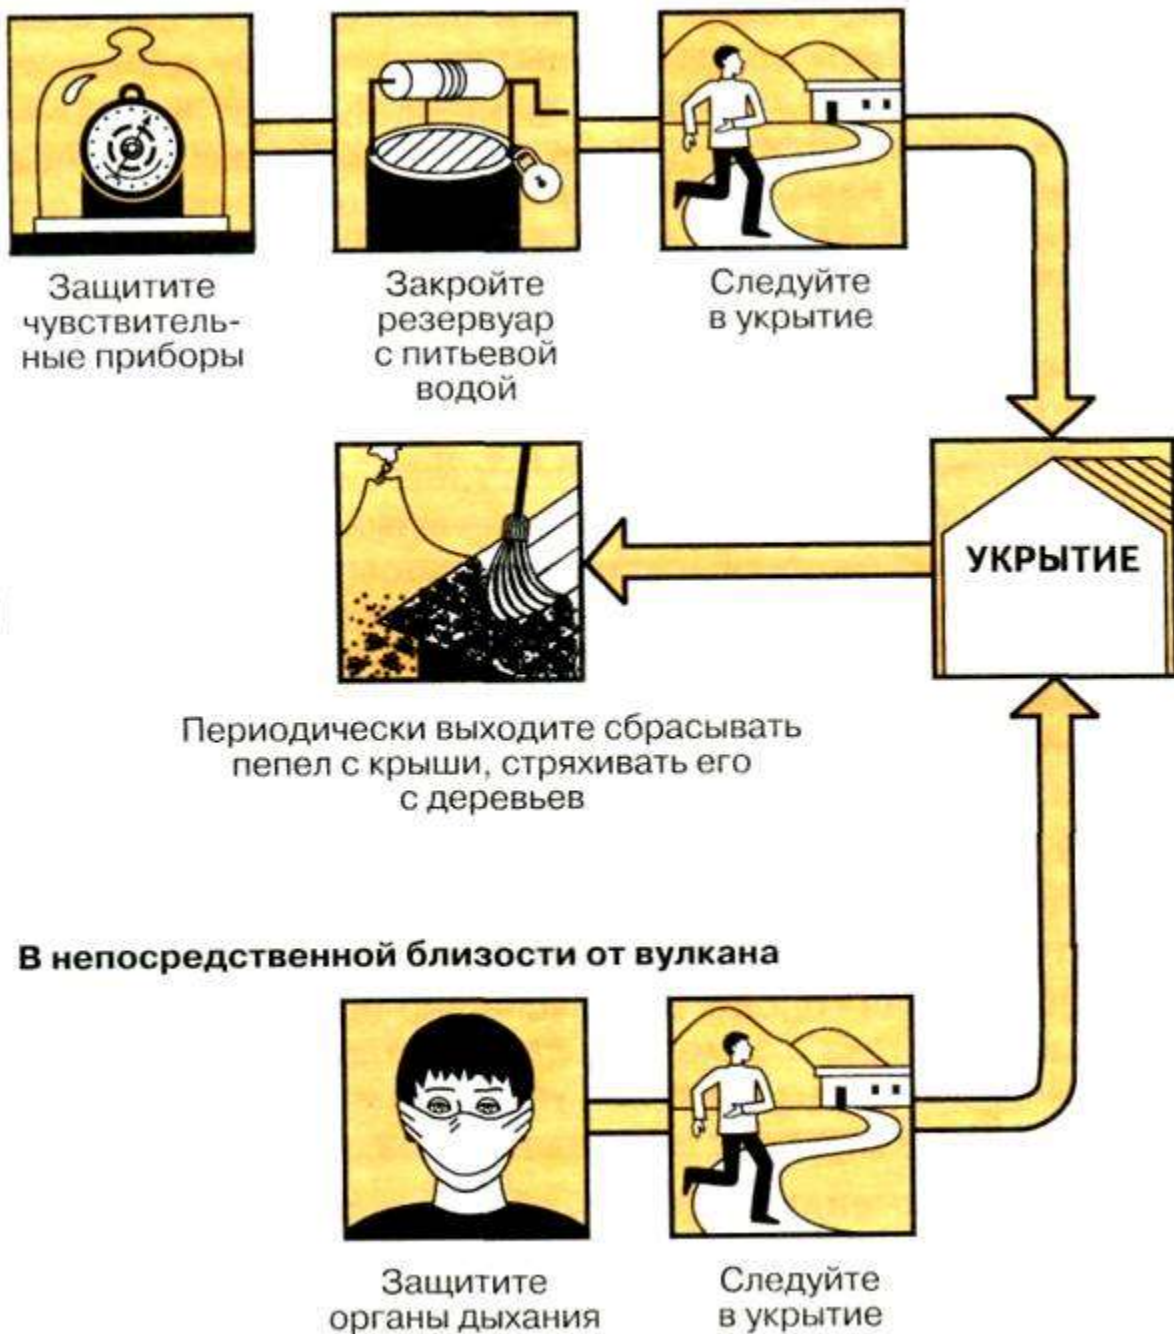 Защитите
чувствитель-
ные приборы
Закройте
резервуар
с питьевой
водой
Следуйте
в укрытие
УКРЫТИЕ
Периодически выходите сбрасывать
пепел с крыши, стряхивать его
с деревьев
В непосредственной близости от вулкана
Защитите
органы дыхания
Следуйте
в укрытие